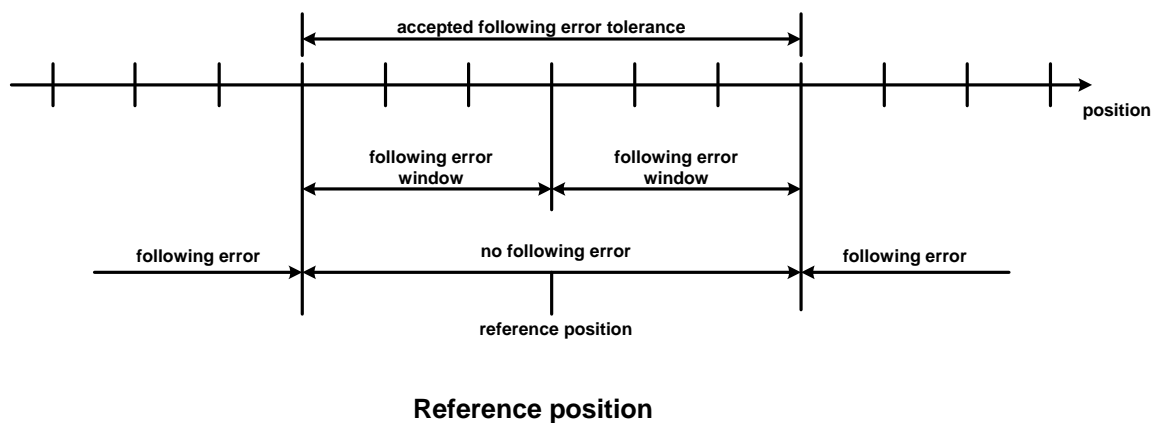 accepted following error tolerance
position
following error
window
following error
window
following error
no following error
following error
reference position
Reference position